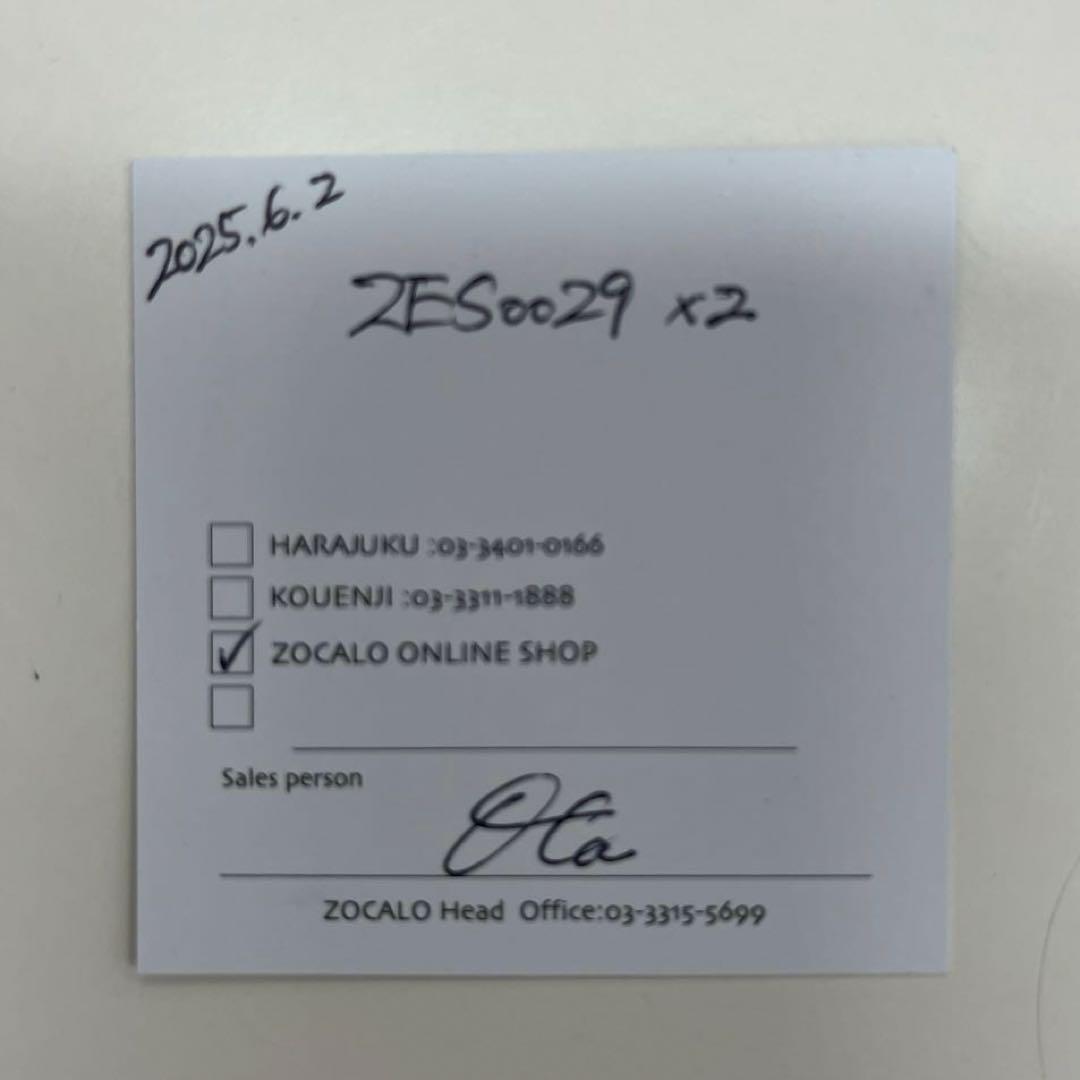 2025.6.2
ZES0029 x2
HARAJUKU :03-3401-0166
KOUENJI :03-3311-1888
ZOCALO ONLINE SHOP
Sales person
Ota
ZOCALO Head Office:03-3315-5699